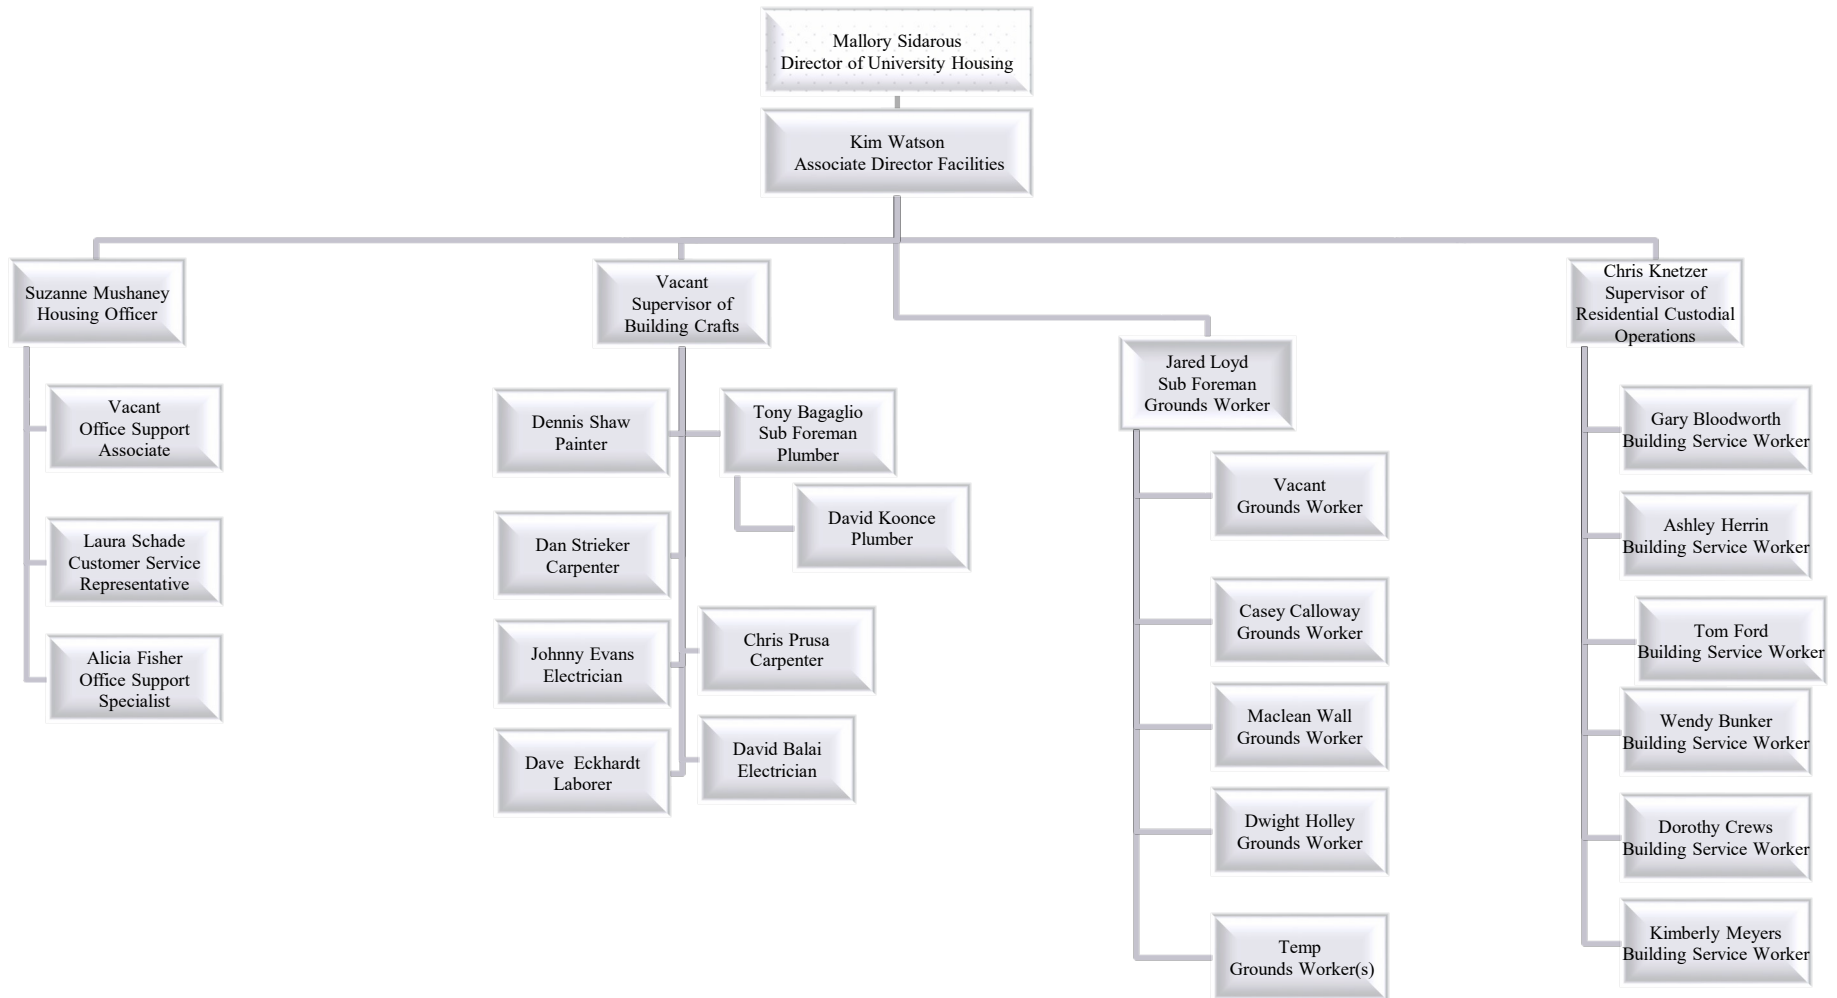 Mallory Sidarous
Director of University Housing
Kim Watson
Associate Director Facilities
Suzanne Mushaney
Housing Officer
Vacant
Office Support
Associate
Laura Schade
Customer Service
Representative
Alicia Fisher
Office Support
Specialist
Vacant
Supervisor of
Building Crafts
Dennis Shaw
Painter
Tony Bagaglio
Sub Foreman
Plumber
David Koonce
Plumber
Dan Strieker
Carpenter
Johnny Evans
Electrician
Chris Prusa
Carpenter
Dave Eckhardt
Laborer
David Balai
Electrician
Jared Loyd
Sub Foreman
Grounds Worker
Vacant
Grounds Worker
Casey Calloway
Grounds Worker
Maclean Wall
Grounds Worker
Dwight Holley
Grounds Worker
Temp
Grounds Worker(s)
Chris Knetzer
Supervisor of
Residential Custodial
Operations
Gary Bloodworth
Building Service Worker
Ashley Herrin
Building Service Worker
Tom Ford
Building Service Worker
Wendy Bunker
Building Service Worker
Dorothy Crews
Building Service Worker
Kimberly Meyers
Building Service Worker